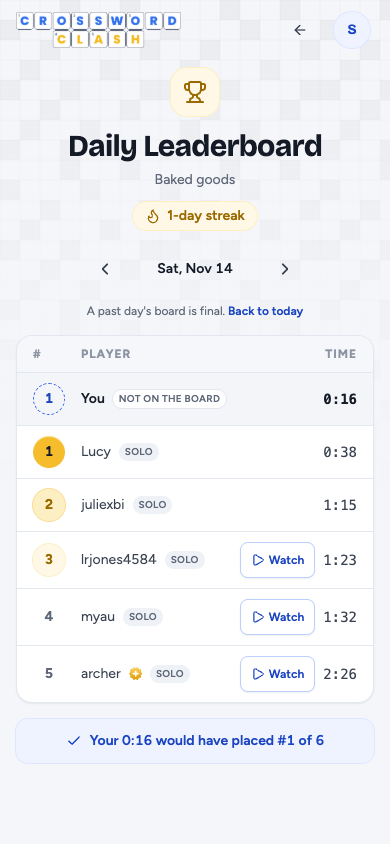 CROSSWORD
CLASH
S
Daily Leaderboard
Baked goods
1-day streak
Sat, Nov 14
A past day's board is final. Back to today
# PLAYER TIME
1 You NOT ON THE BOARD 0:16
1 Lucy SOLO 0:38
2 juliexbi SOLO 1:15
3 lrjones4584 SOLO Watch 1:23
4 myau SOLO Watch 1:32
5 archer SOLO Watch 2:26
Your 0:16 would have placed #1 of 6